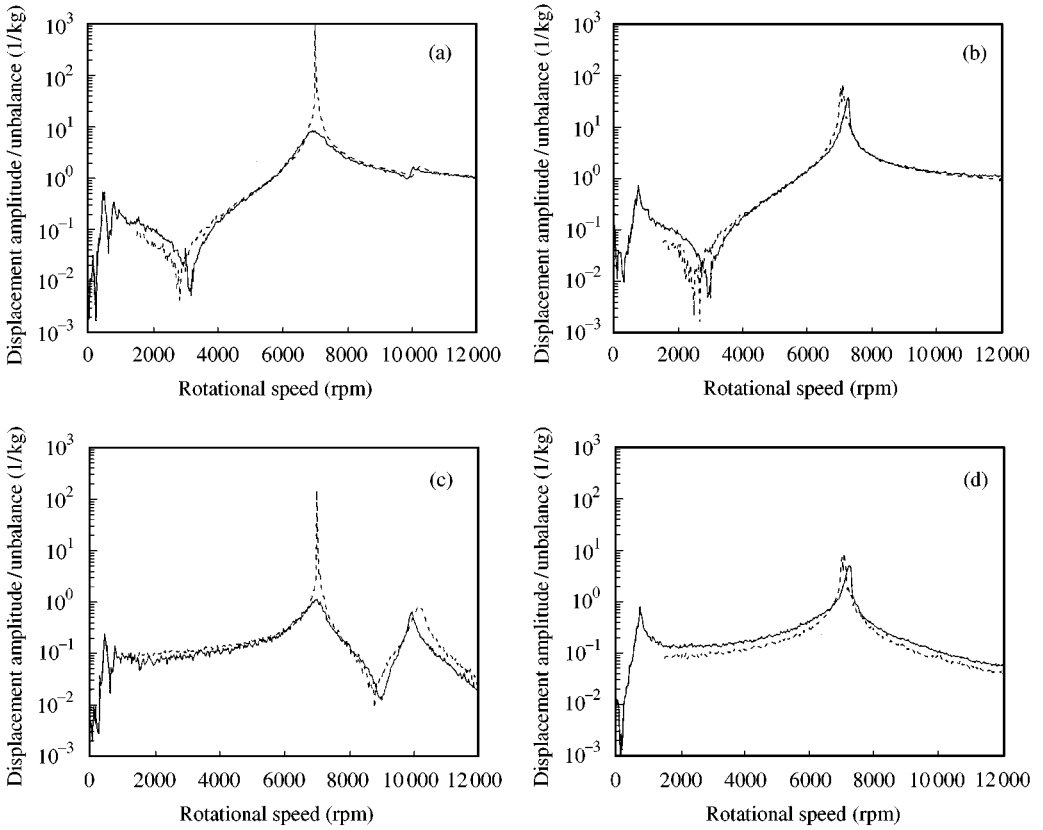 Displacement amplitude/unbalance (1/kg)
10³
10²
10¹
10⁰
10⁻¹
10⁻²
10⁻³
(a)
0 2000 4000 6000 8000 10 000 12 000
Rotational speed (rpm)
Displacement amplitude/unbalance (1/kg)
10³
10²
10¹
10⁰
10⁻¹
10⁻²
10⁻³
(b)
0 2000 4000 6000 8000 10 000 12 000
Rotational speed (rpm)
Displacement amplitude/unbalance (1/kg)
10³
10²
10¹
10⁰
10⁻¹
10⁻²
10⁻³
(c)
0 2000 4000 6000 8000 10 000 12 000
Rotational speed (rpm)
Displacement amplitude/unbalance (1/kg)
10³
10²
10¹
10⁰
10⁻¹
10⁻²
10⁻³
(d)
0 2000 4000 6000 8000 10 000 12 000
Rotational speed (rpm)